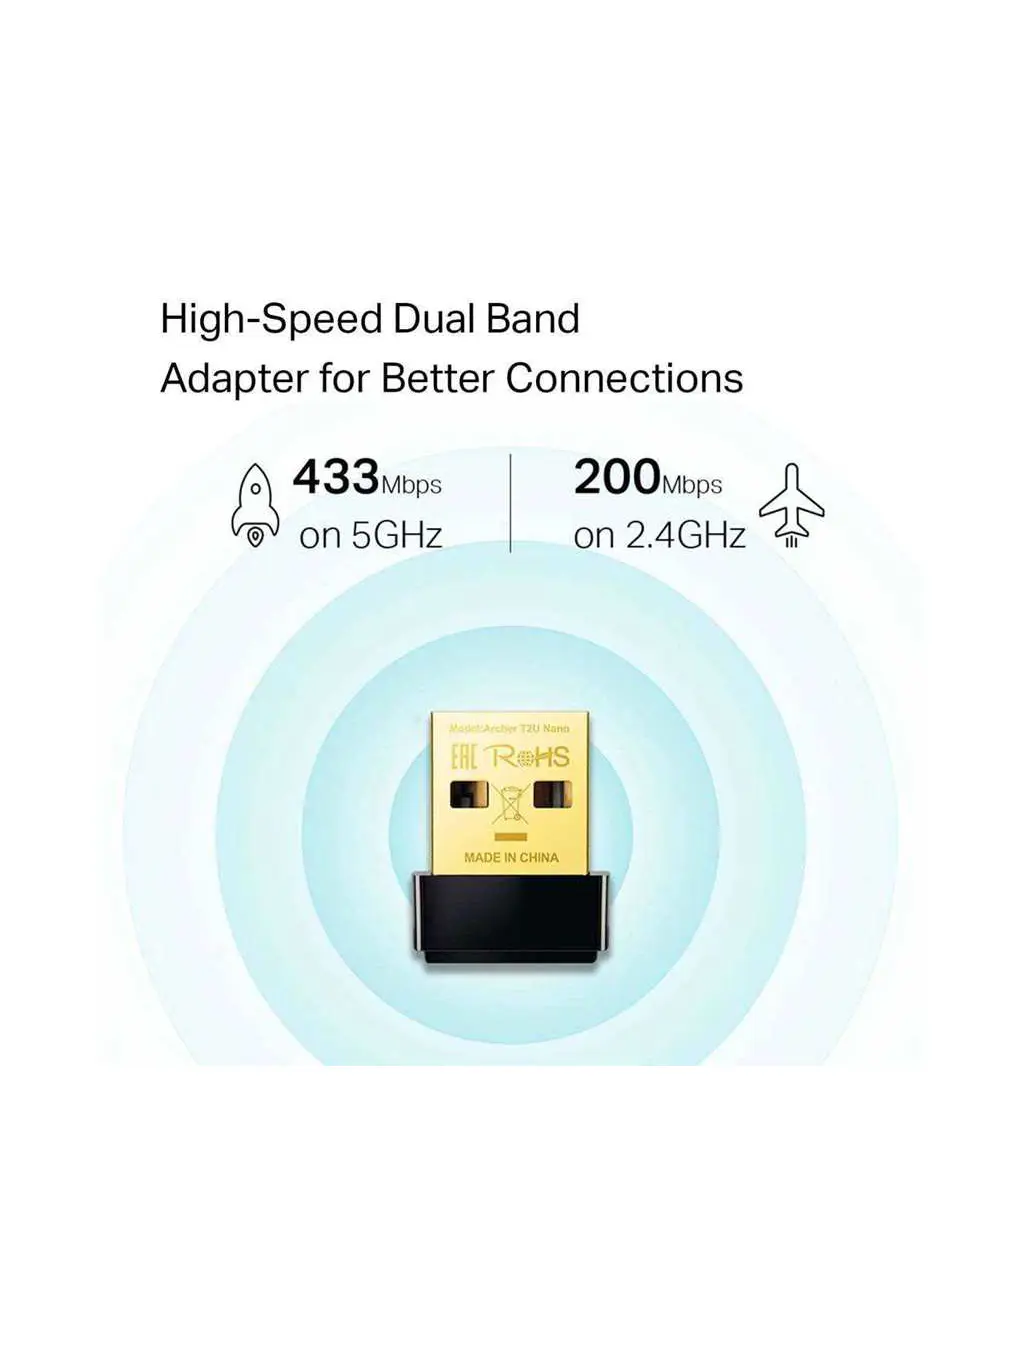 High-Speed Dual Band
Adapter for Better Connections
433Mbps
on 5GHz
200Mbps
on 2.4GHz
Model:Archer T2U Nano
EAC RoHS
MADE IN CHINA